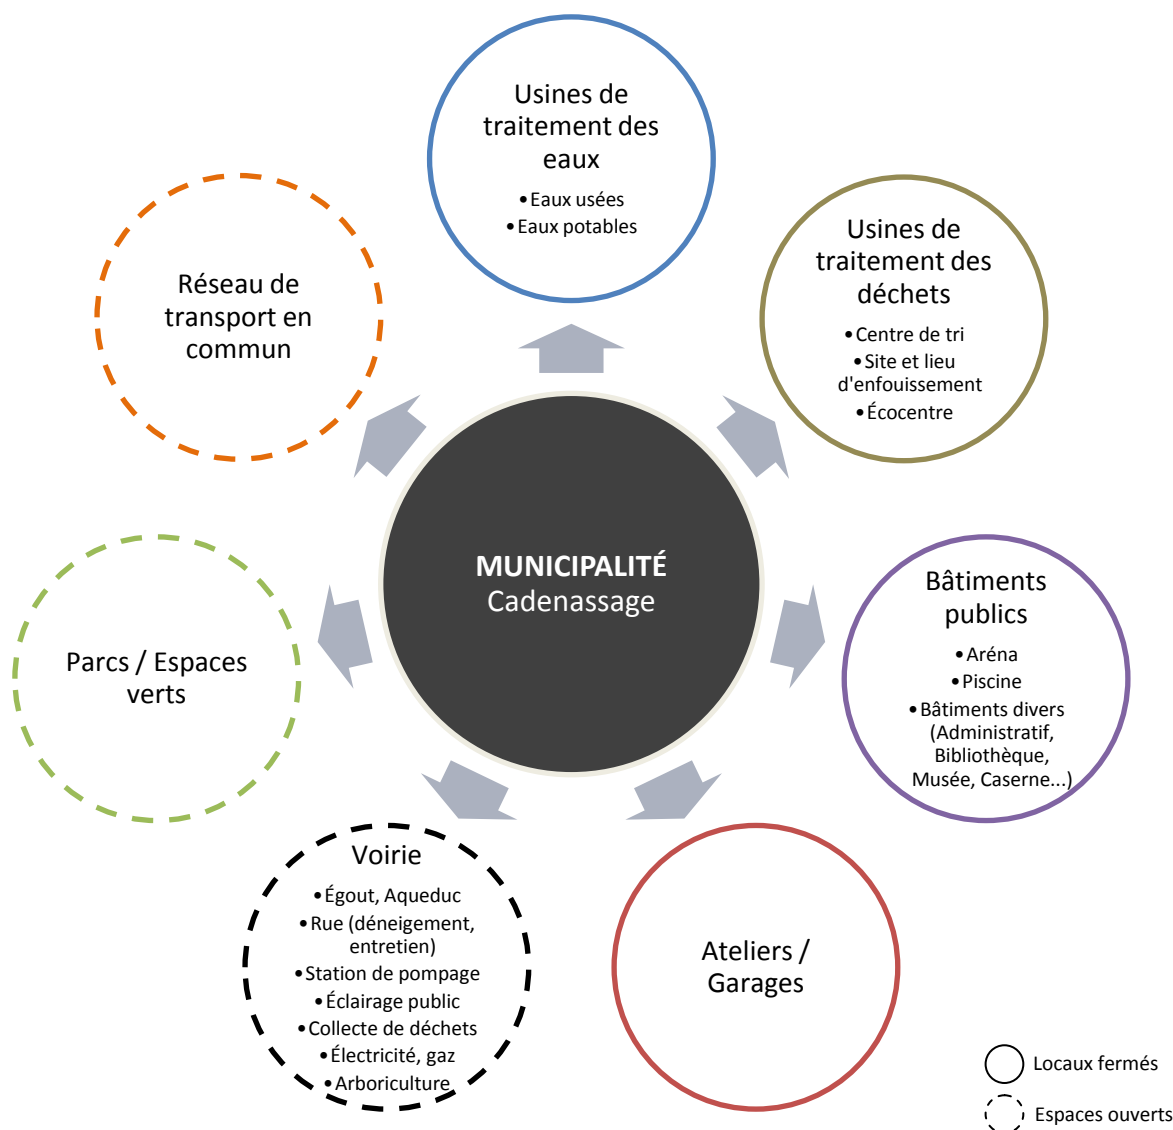 Usines de
traitement des
eaux
•Eaux usées
•Eaux potables
Usines de
traitement des
déchets
•Centre de tri
•Site et lieu
d'enfouissement
•Écocentre
Réseau de
transport en
commun
MUNICIPALITÉ
Cadenassage
Bâtiments
publics
•Aréna
•Piscine
•Bâtiments divers
(Administratif,
Bibliothèque,
Musée, Caserne...)
Parcs / Espaces
verts
Voirie
•Égout, Aqueduc
•Rue (déneigement,
entretien)
•Station de pompage
•Éclairage public
•Collecte de déchets
•Électricité, gaz
•Arboriculture
Ateliers /
Garages
Locaux fermés
Espaces ouverts